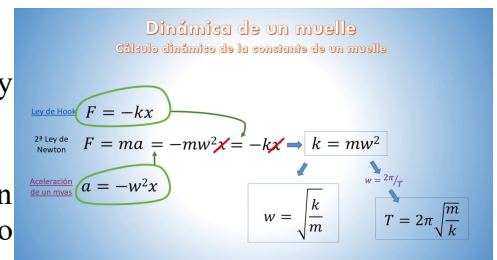 Dinámica de un muelle
Cálculo dinámico de la constante de un muelle
y
Ley de Hook F = −kx
2ª Ley de Newton F = ma = −mw²x = −kx k = mw²
Aceleración de un mvas a = −w²x
n
o
w = √(k/m)
w = 2π/T
T = 2π √(m/k)